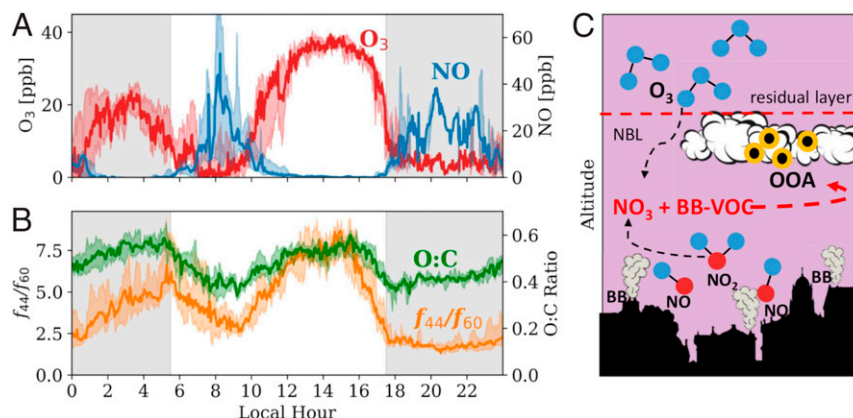 A
O₃ [ppb]
40
20
0
O₃
NO
60
40
20
0
NO [ppb]
B
f₄₄/f₆₀
7.5
5.0
2.5
0.0
O:C
f₄₄/f₆₀
0.6
0.4
0.2
0.0
O:C Ratio
0 2 4 6 8 10 12 14 16 18 20 22
Local Hour
C
Altitude
O₃
residual layer
NBL
OOA
NO₃ + BB-VOC
BB
NO
NO₂
NO
BB